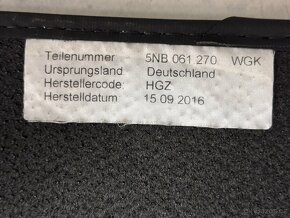 Teilenummer 5NB 061 270 WGK
Ursprungsland Deutschland
Herstellercode: HGZ
Herstelldatum 15.09.2016